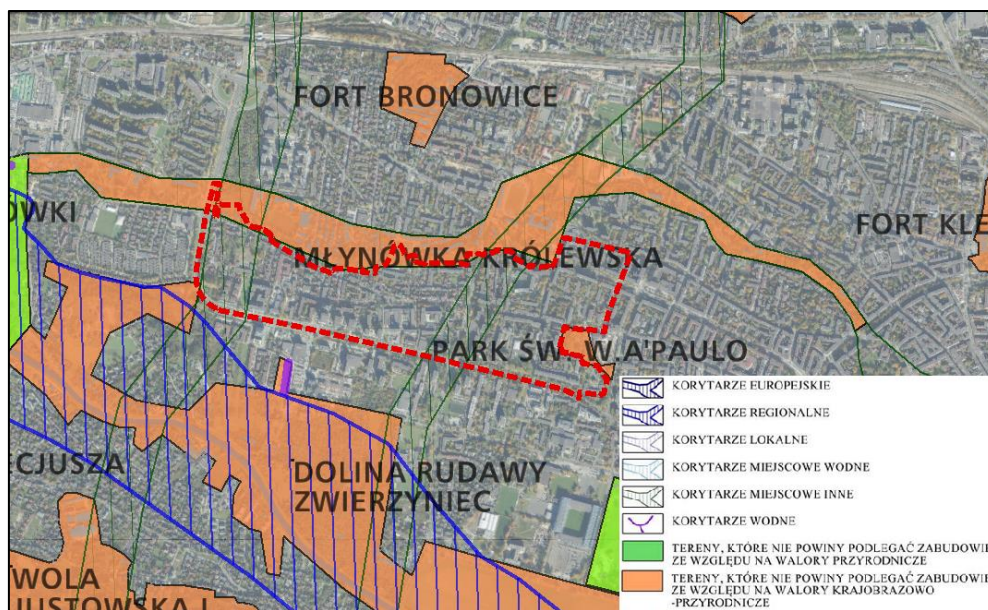 FORT BRONOWICE
ÓWKI
FORT KLE
MŁYNÓWKA KRÓLEWSKA
PARK ŚW. W.A'PAULO
ECJUSZA
DOLINA RUDAWY
ZWIERZYNIEC
WOLA
JUSTOWSKA I
KORYTARZE EUROPEJSKIE
KORYTARZE REGIONALNE
KORYTARZE LOKALNE
KORYTARZE MIEJSCOWE WODNE
KORYTARZE MIEJSCOWE INNE
KORYTARZE WODNE
TERENY, KTÓRE NIE POWINY PODLEGAĆ ZABUDOWIE
ZE WZGLĘDU NA WALORY PRZYRODNICZE
TERENY, KTÓRE NIE POWINY PODLEGAĆ ZABUDOWIE
ZE WZGLĘDU NA WALORY KRAJOBRAZOWO
-PRZYRODNICZE